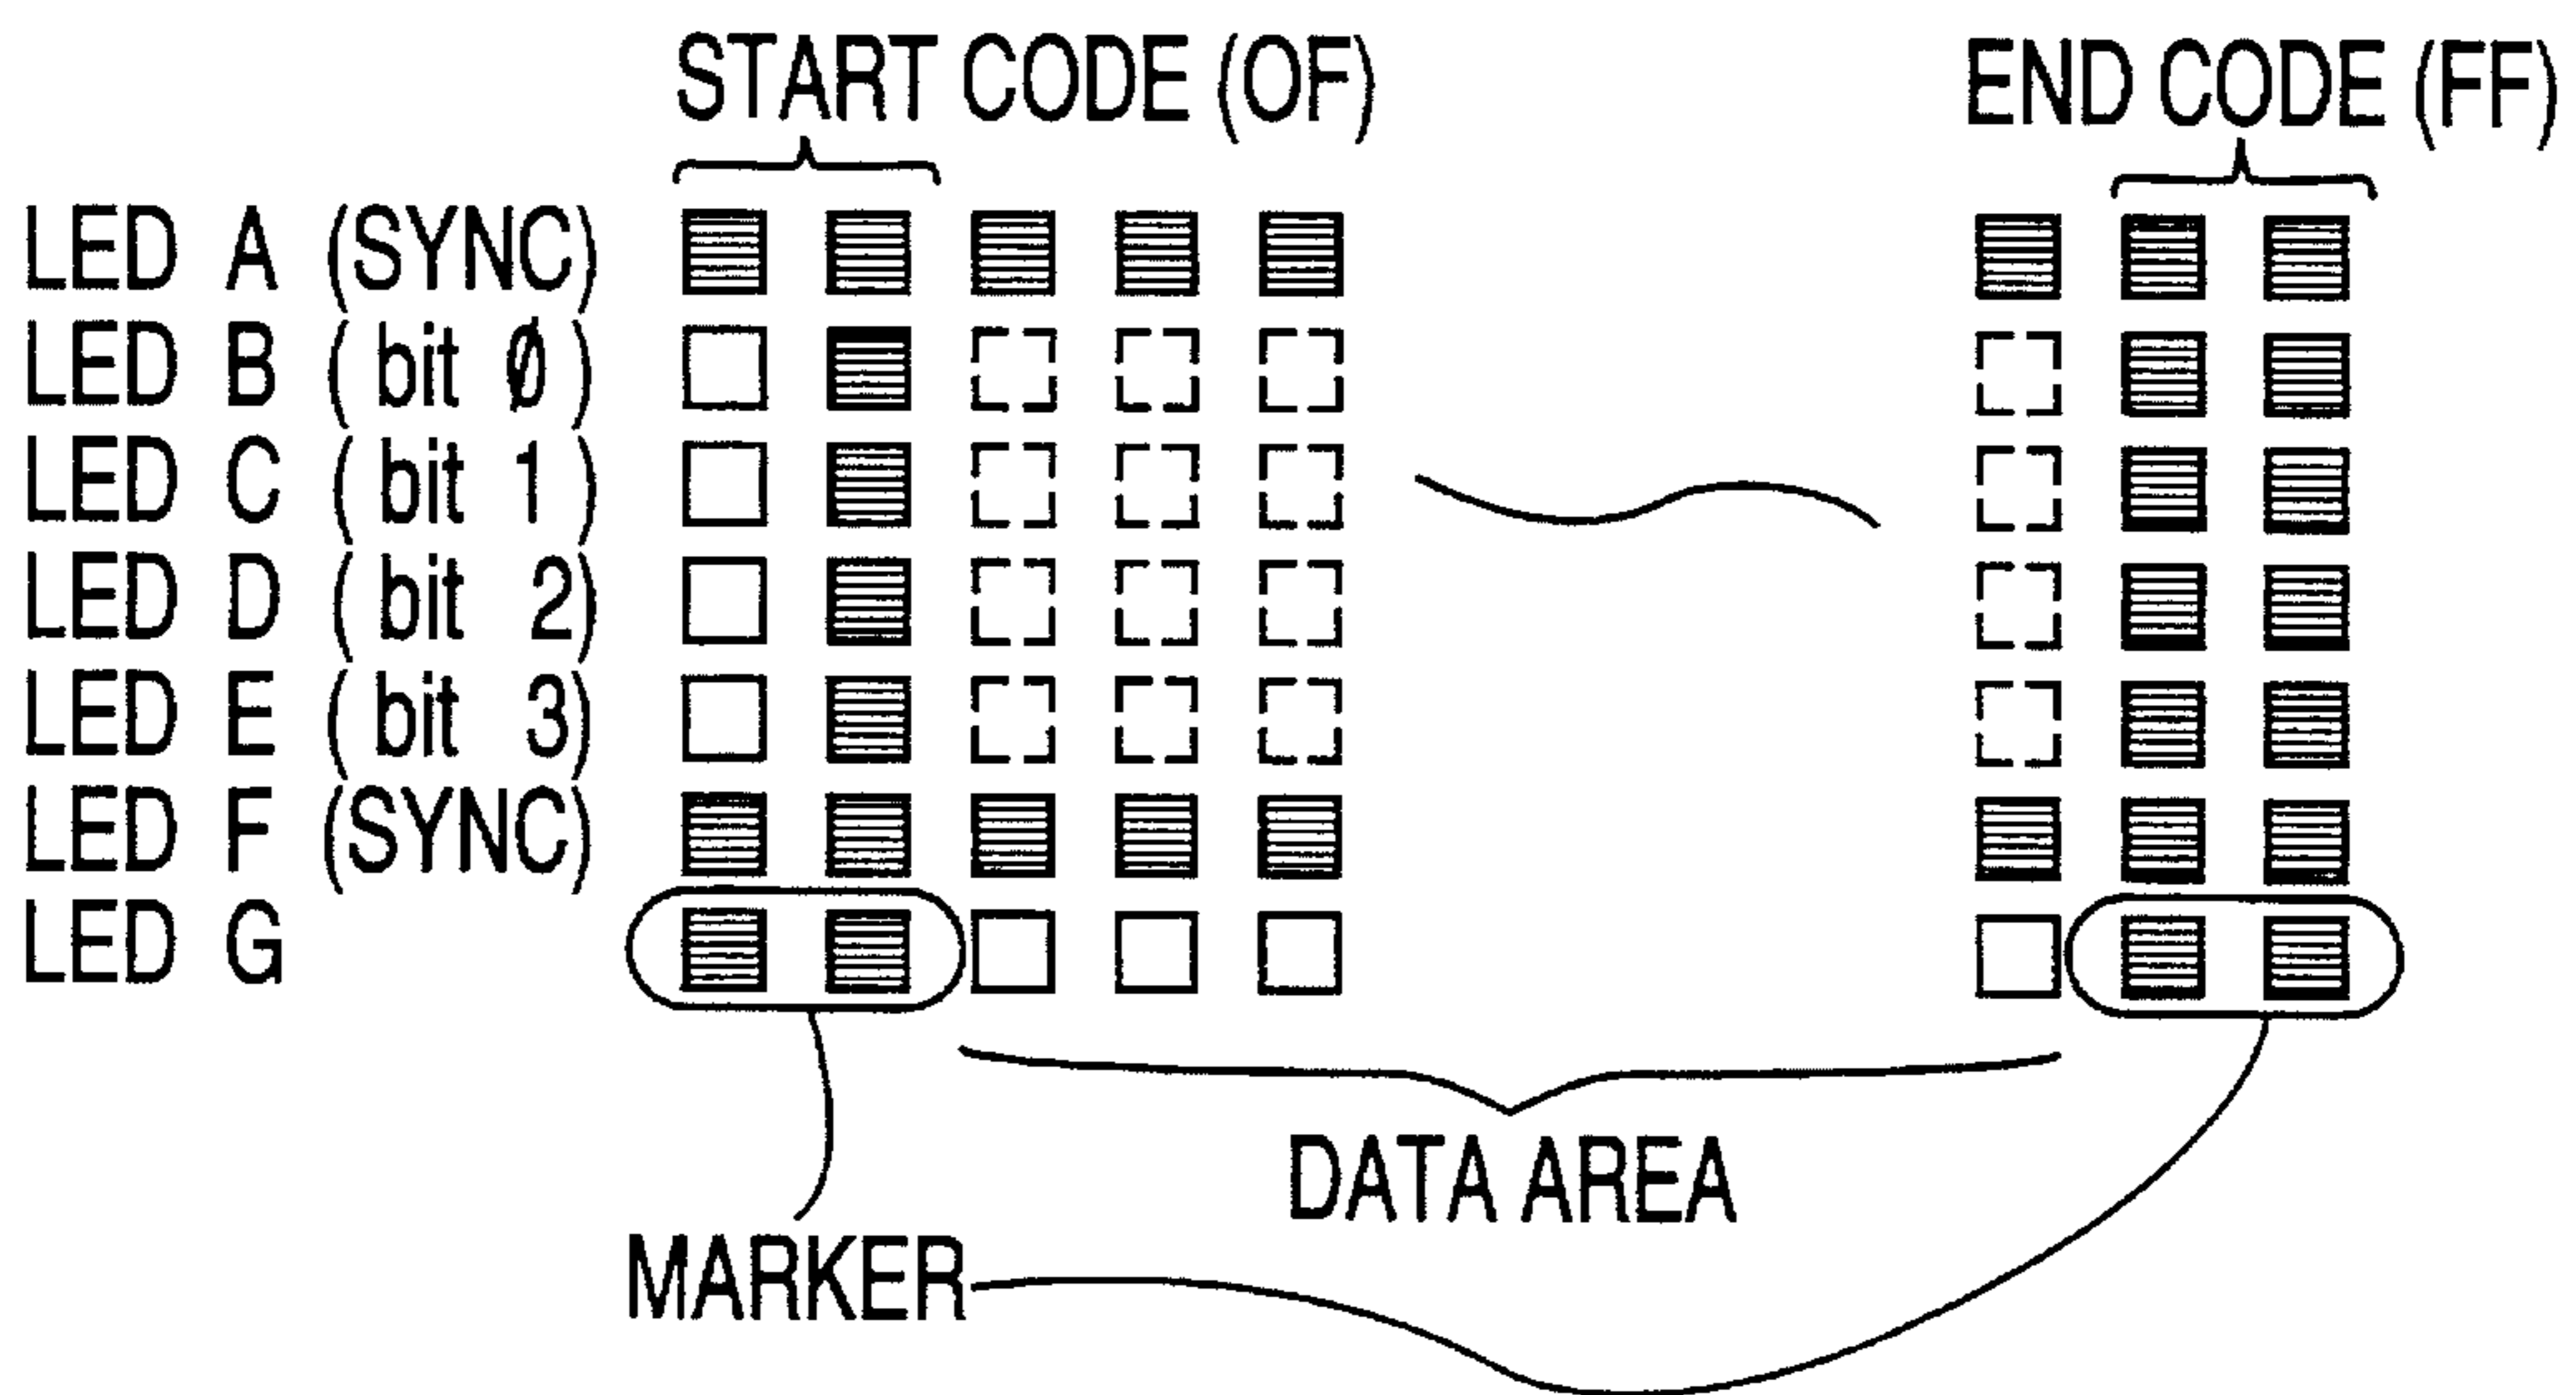 START CODE (OF)
END CODE (FF)
LED A (SYNC)
LED B ( bit Ø )
LED C ( bit 1 )
LED D ( bit 2)
LED E ( bit 3)
LED F (SYNC)
LED G
DATA AREA
MARKER